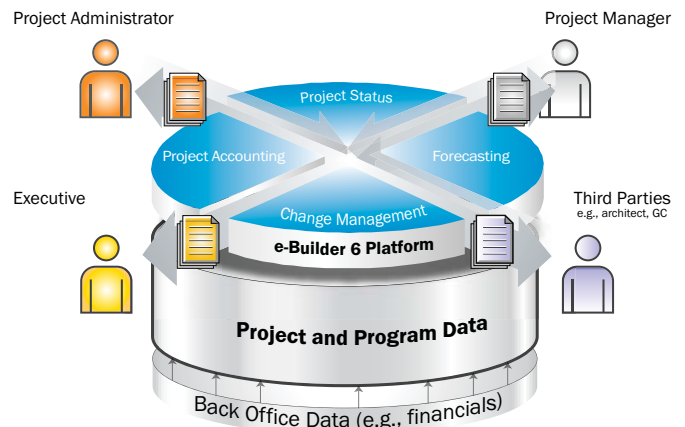 Project Administrator
Project Manager
Project Status
Project Accounting
Forecasting
Executive
Third Parties
e.g., architect, GC
Change Management
e-Builder 6 Platform
Project and Program Data
Back Office Data (e.g., financials)